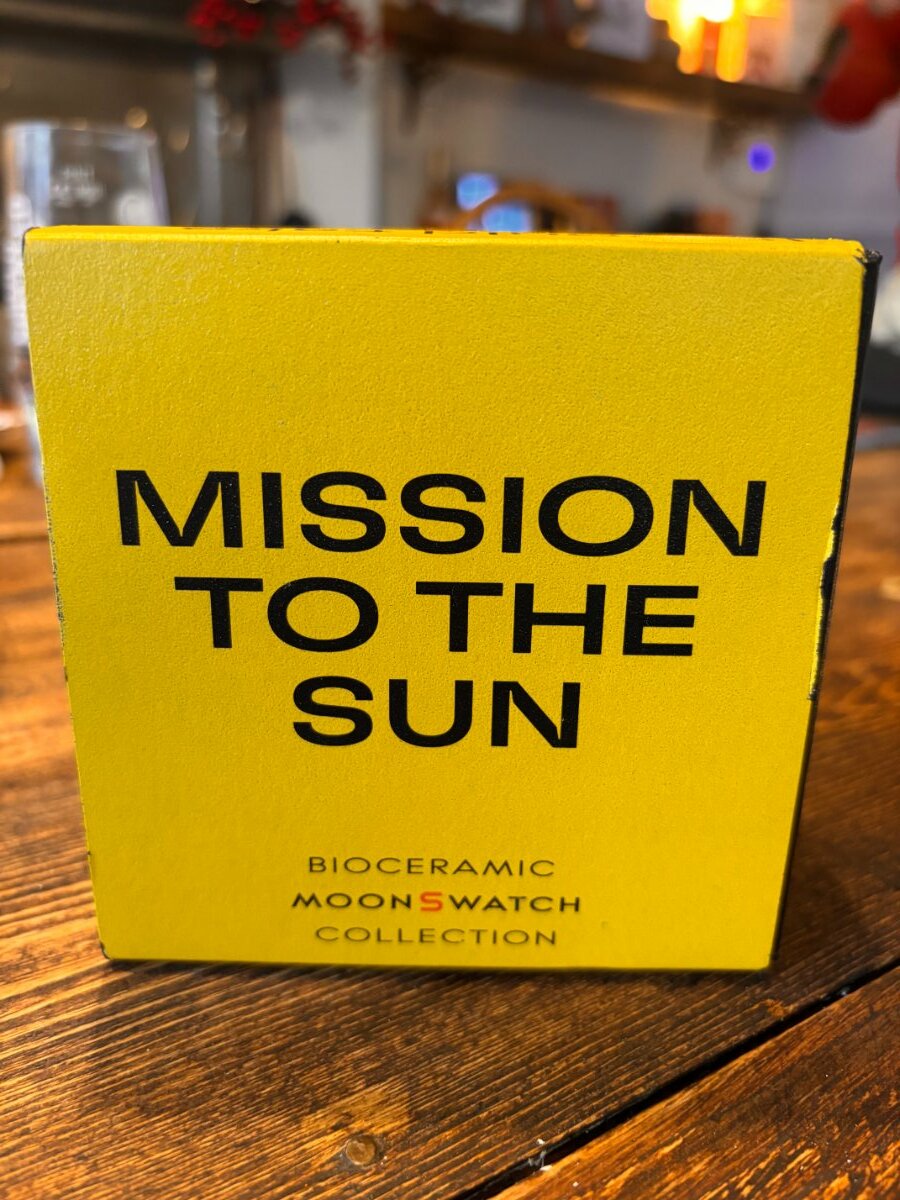 MISSION
TO THE
SUN
BIOCERAMIC
MOONSWATCH
COLLECTION